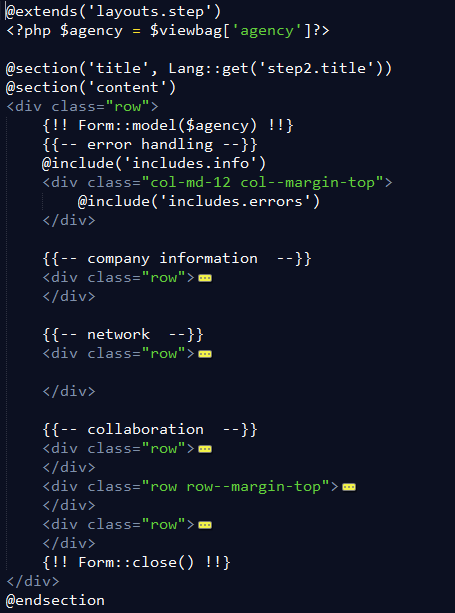 @extends('layouts.step')
<?php $agency = $viewbag['agency']?>

@section('title', Lang::get('step2.title'))
@section('content')
<div class="row">
    {!! Form::model($agency) !!}
    {{-- error handling --}}
    @include('includes.info')
    <div class="col-md-12 col--margin-top">
        @include('includes.errors')
    </div>

    {{-- company information  --}}
    <div class="row">
    </div>

    {{-- network  --}}
    <div class="row">

    </div>

    {{-- collaboration  --}}
    <div class="row">
    </div>
    <div class="row row--margin-top">
    </div>
    <div class="row">
    </div>
    {!! Form::close() !!}
</div>
@endsection